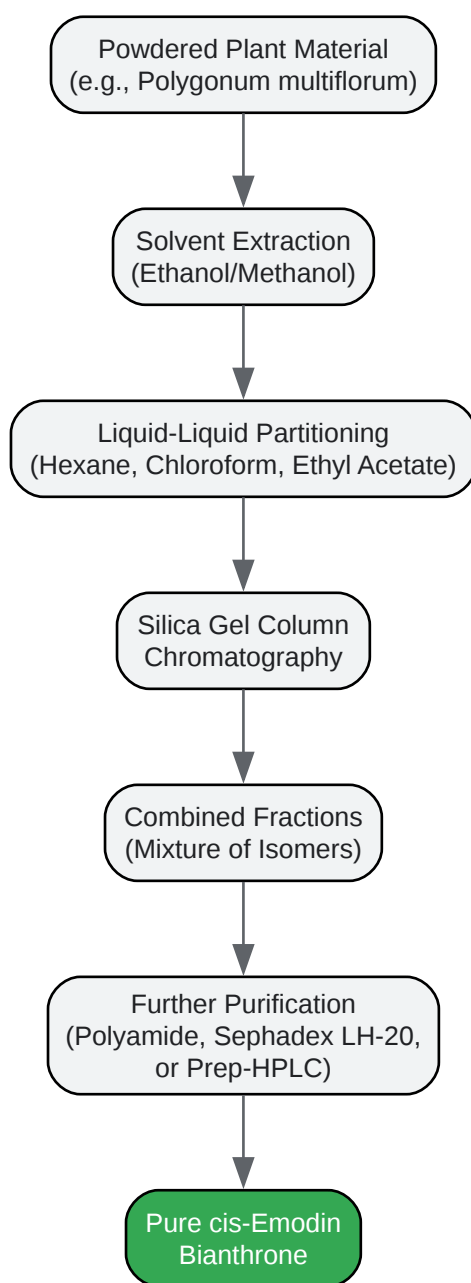 Powdered Plant Material
(e.g., Polygonum multiflorum)
Solvent Extraction
(Ethanol/Methanol)
Liquid-Liquid Partitioning
(Hexane, Chloroform, Ethyl Acetate)
Silica Gel Column
Chromatography
Combined Fractions
(Mixture of Isomers)
Further Purification
(Polyamide, Sephadex LH-20,
or Prep-HPLC)
Pure cis-Emodin
Bianthrone